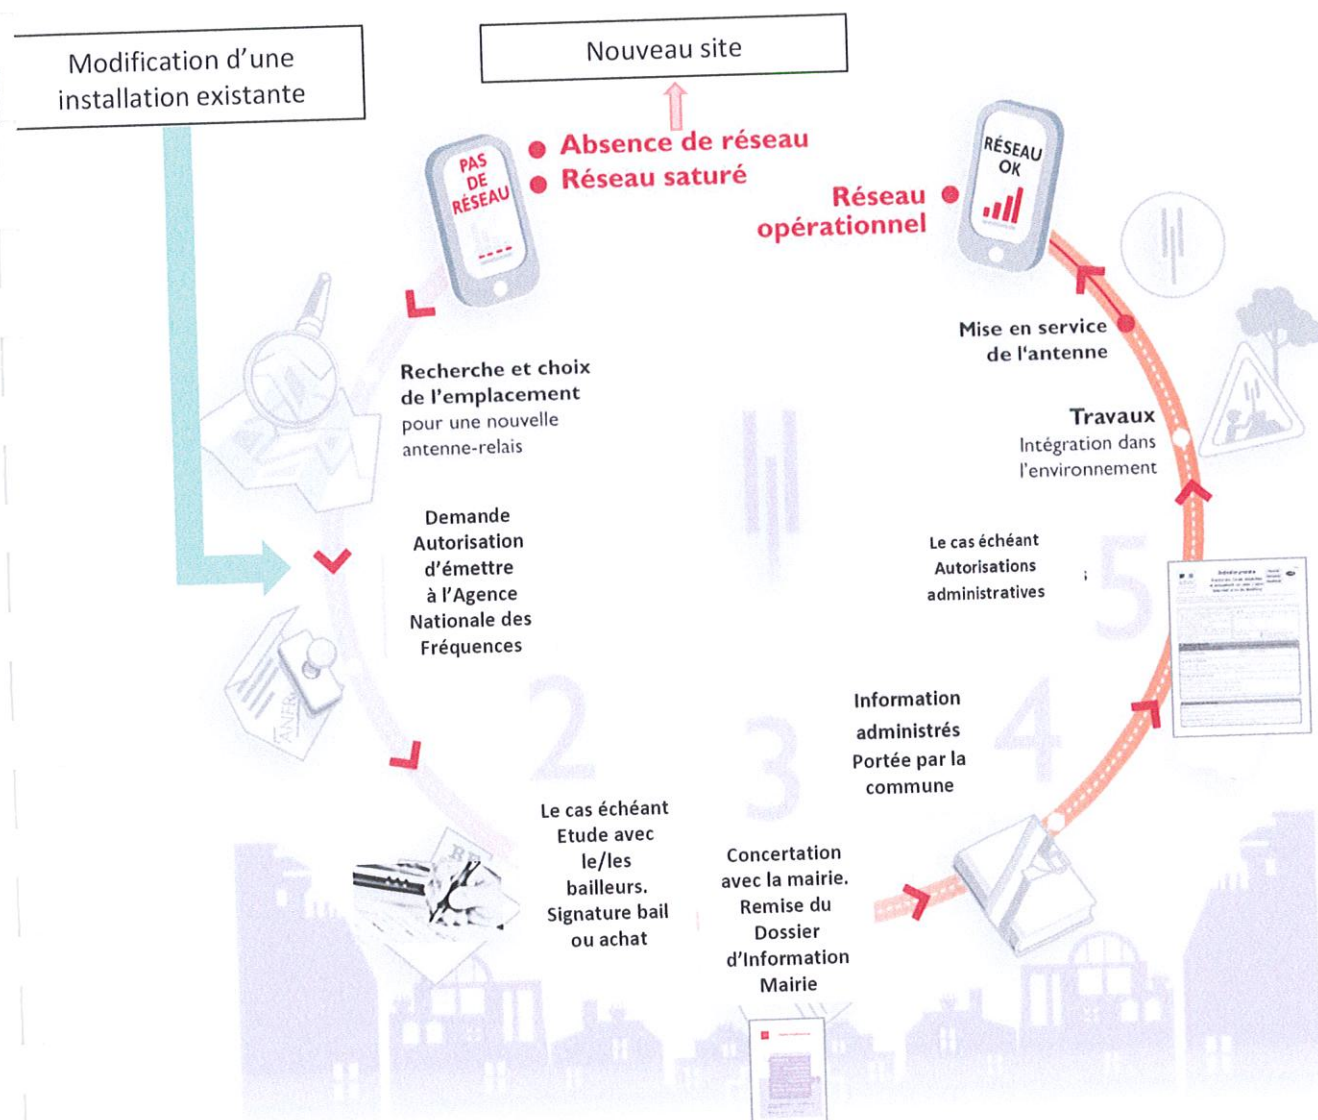 Modification d'une
installation existante
Nouveau site
PAS
DE
RÉSEAU
Absence de réseau
Réseau saturé
RÉSEAU
OK
Réseau
opérationnel
Recherche et choix
de l'emplacement
pour une nouvelle
antenne-relais
Demande
Autorisation
d'émettre
à l'Agence
Nationale des
Fréquences
ANFR
2
Le cas échéant
Etude avec
le/les
bailleurs.
Signature bail
ou achat
3
Concertation
avec la mairie.
Remise du
Dossier
d'Information
Mairie
4
Information
administrés
Portée par la
commune
5
Le cas échéant
Autorisations
administratives
;
Travaux
Intégration dans
l'environnement
Mise en service
de l'antenne